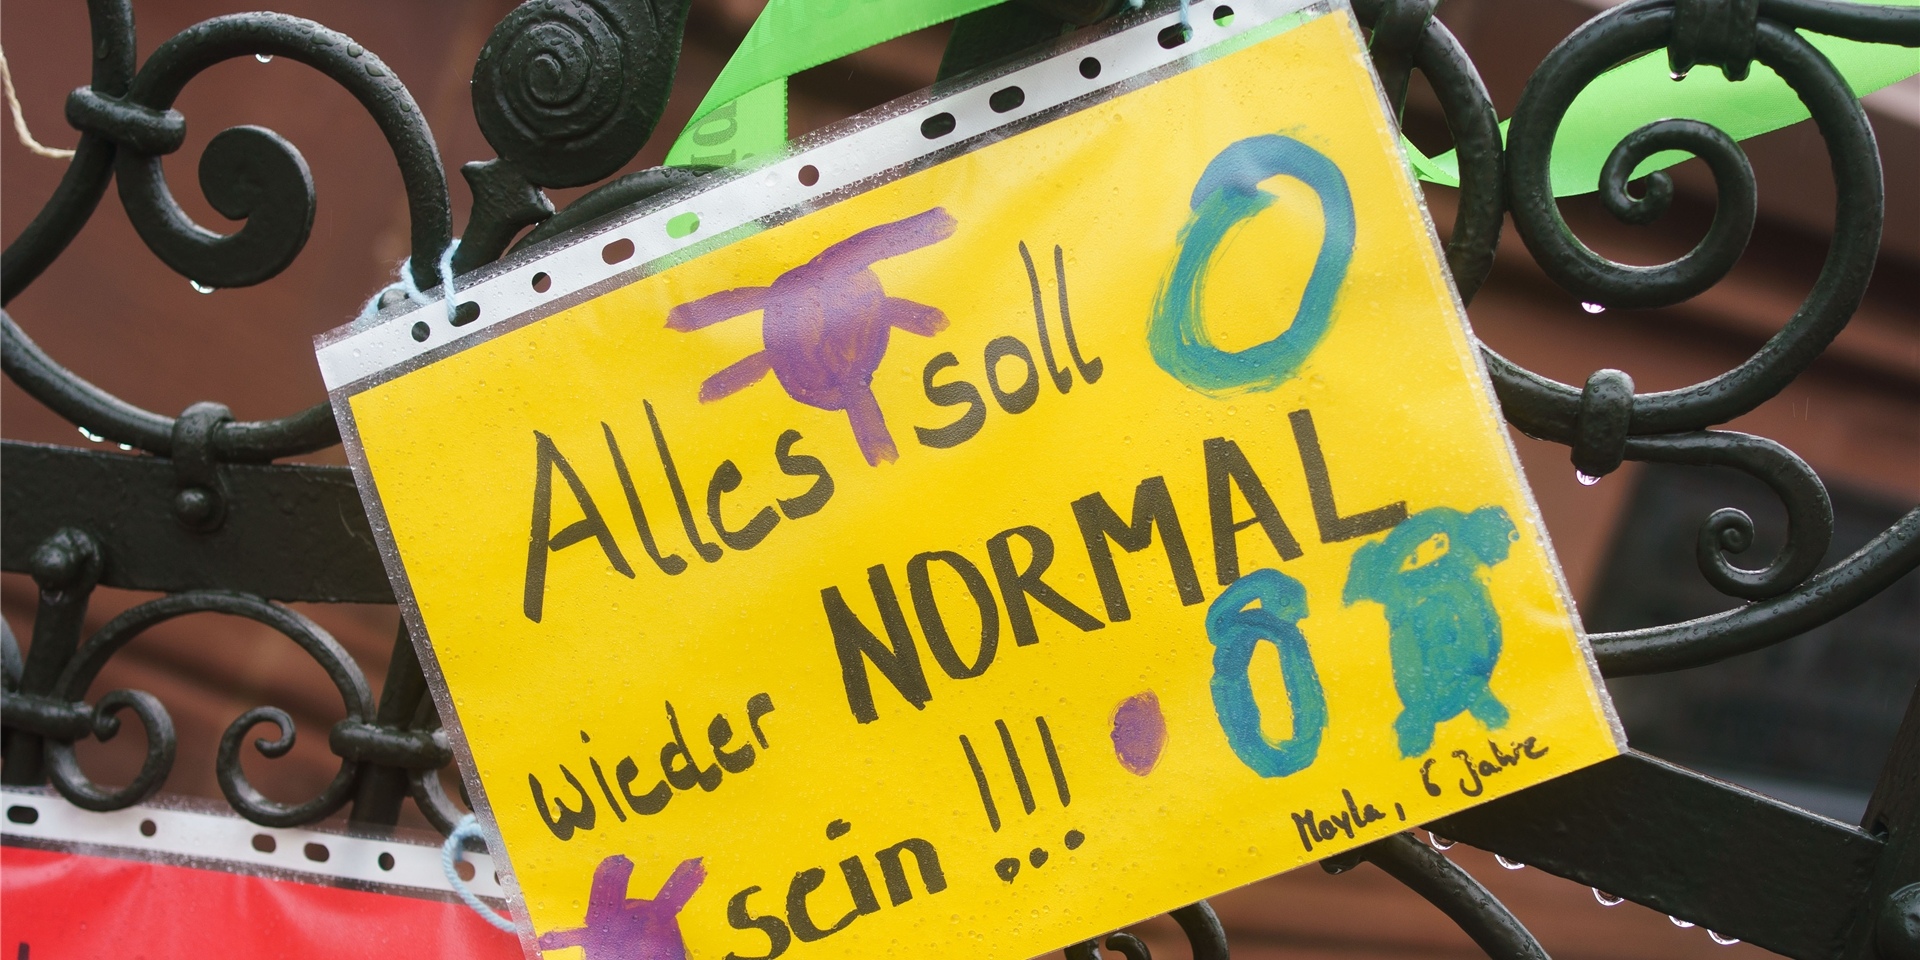 Alles soll
wieder NORMAL
sein !!!
Mayla, 6 Jahre